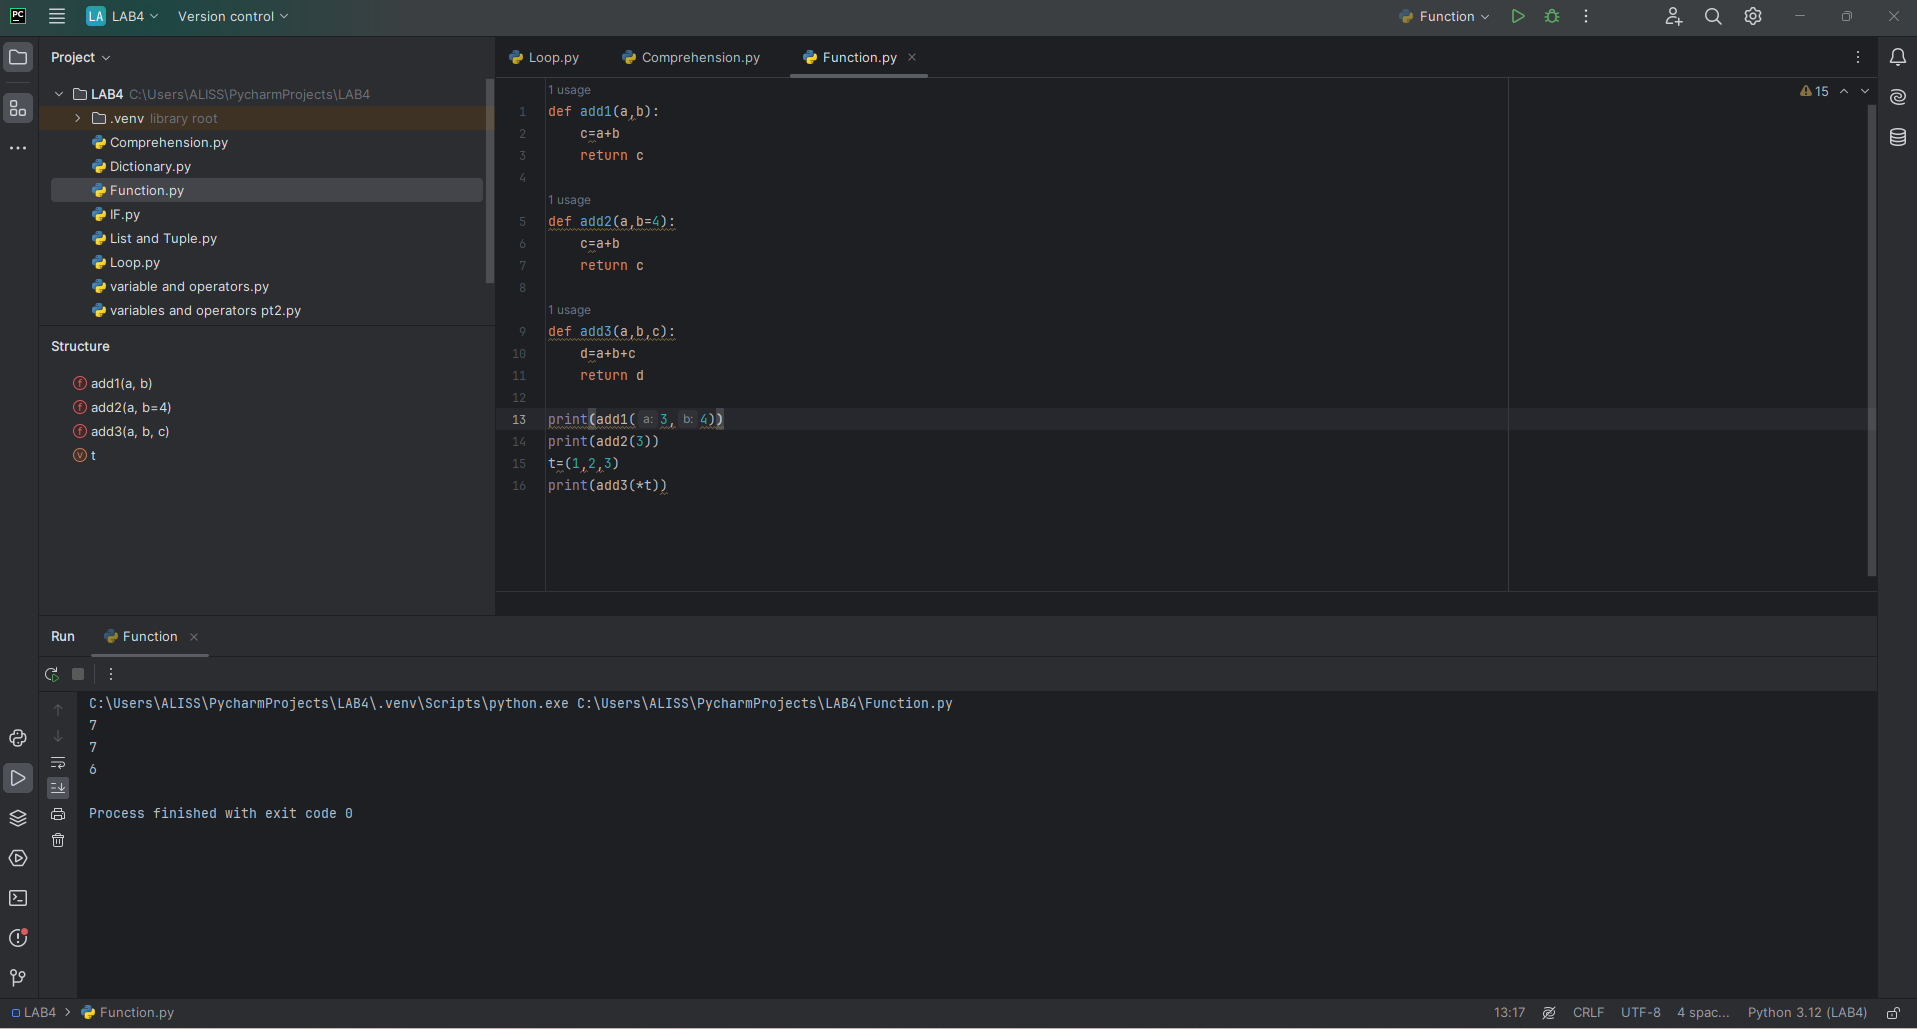 PC
LA LAB4
Version control
Function
Project
LAB4 C:\Users\ALISS\PycharmProjects\LAB4
.venv library root
Comprehension.py
Dictionary.py
Function.py
IF.py
List and Tuple.py
Loop.py
variable and operators.py
variables and operators pt2.py
Structure
f add1(a, b)
f add2(a, b=4)
f add3(a, b, c)
v t
Loop.py
Comprehension.py
Function.py
15
1 usage
1 def add1(a,b):
2 c=a+b
3 return c
4
1 usage
5 def add2(a,b=4):
6 c=a+b
7 return c
8
1 usage
9 def add3(a,b,c):
10 d=a+b+c
11 return d
12
13 print(add1( a: 3, b: 4))
14 print(add2(3))
15 t=(1,2,3)
16 print(add3(*t))
Run
Function
C:\Users\ALISS\PycharmProjects\LAB4\.venv\Scripts\python.exe C:\Users\ALISS\PycharmProjects\LAB4\Function.py
7
7
6
Process finished with exit code 0
LAB4 > Function.py
13:17
CRLF
UTF-8
4 spac...
Python 3.12 (LAB4)